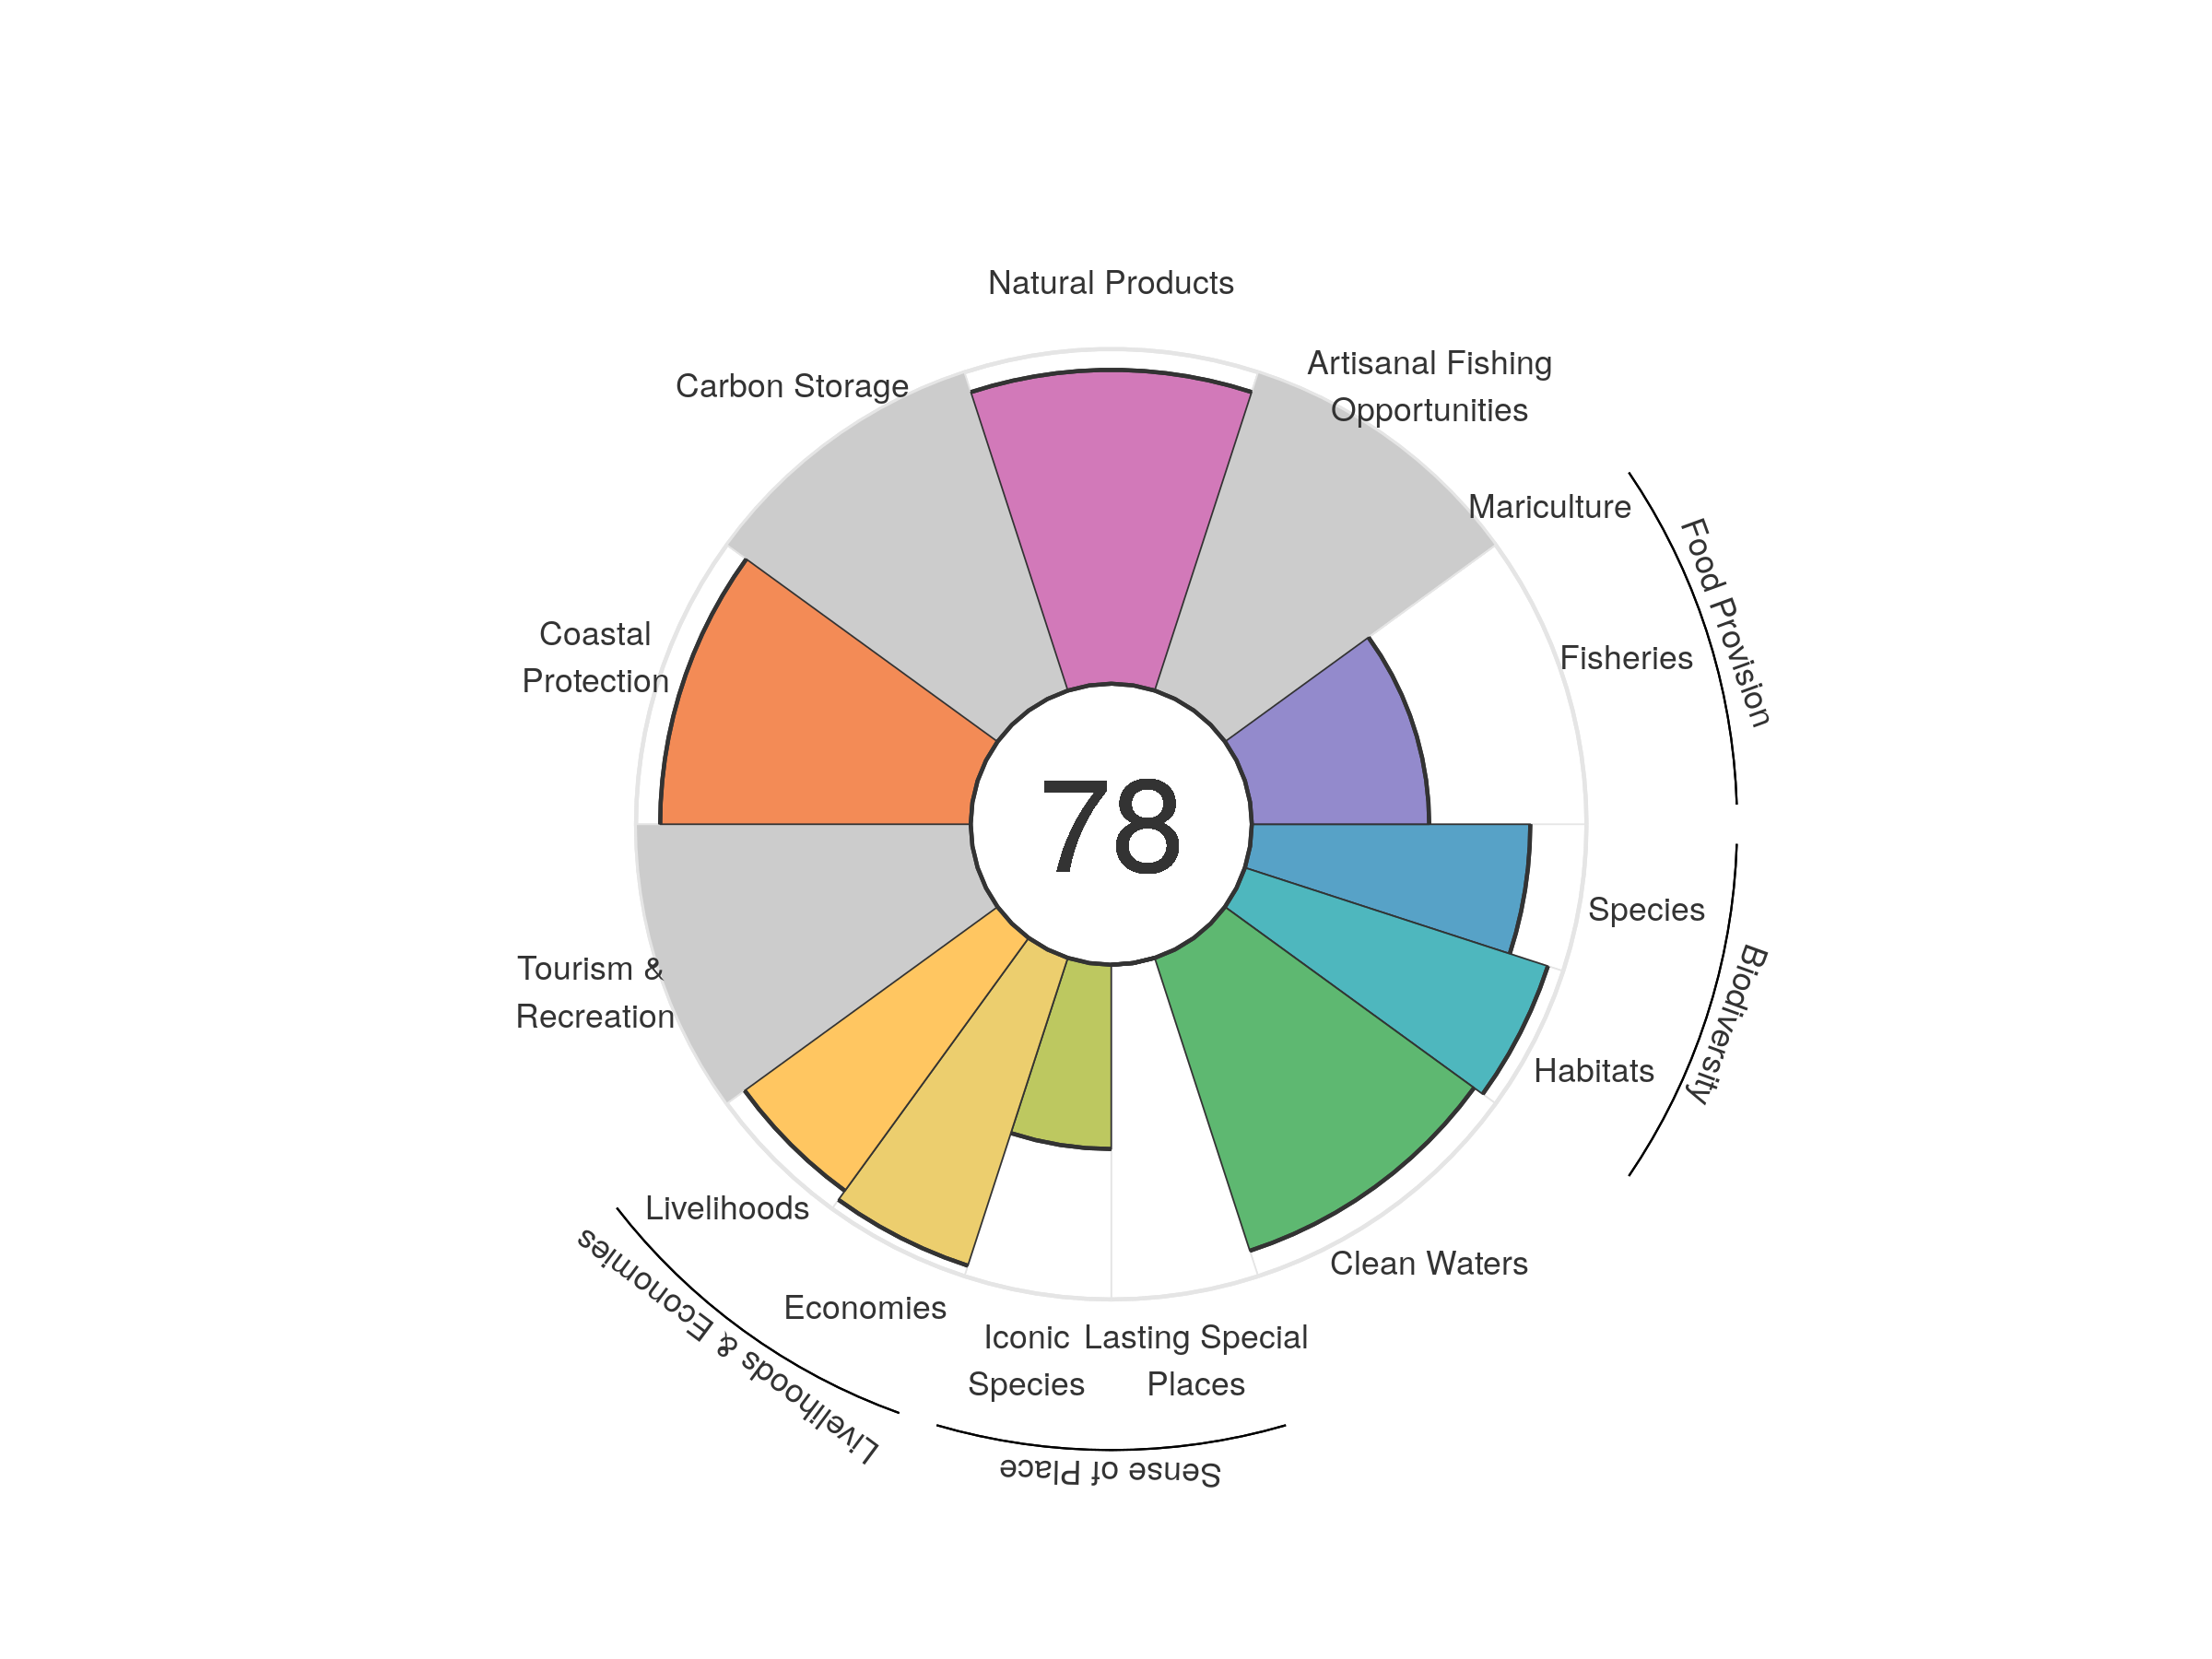 Natural Products
Artisanal Fishing
Opportunities
Carbon Storage
Mariculture
Food Provision
Fisheries
Coastal
Protection
78
Species
Biodiversity
Tourism &
Recreation
Habitats
Livelihoods
Clean Waters
Economies
Livelihoods & Economies
Iconic
Species
Lasting Special
Places
Sense of Place